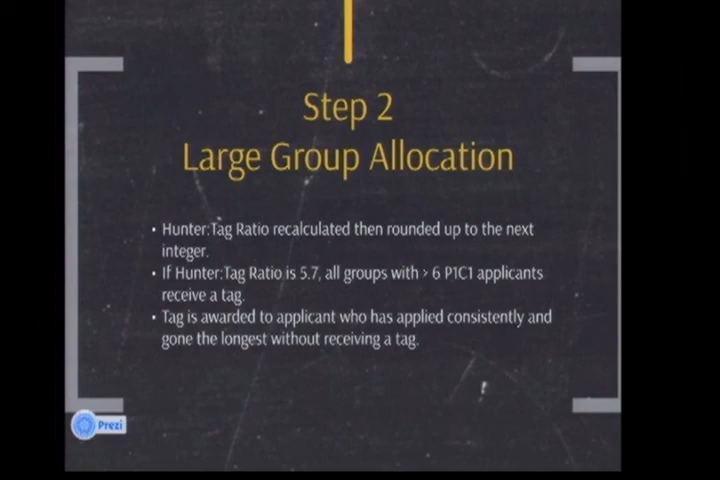 Step 2
Large Group Allocation
• Hunter:Tag Ratio recalculated then rounded up to the next
integer.
• If Hunter:Tag Ratio is 5.7, all groups with > 6 P1C1 applicants
receive a tag.
• Tag is awarded to applicant who has applied consistently and
gone the longest without receiving a tag.
Prezi